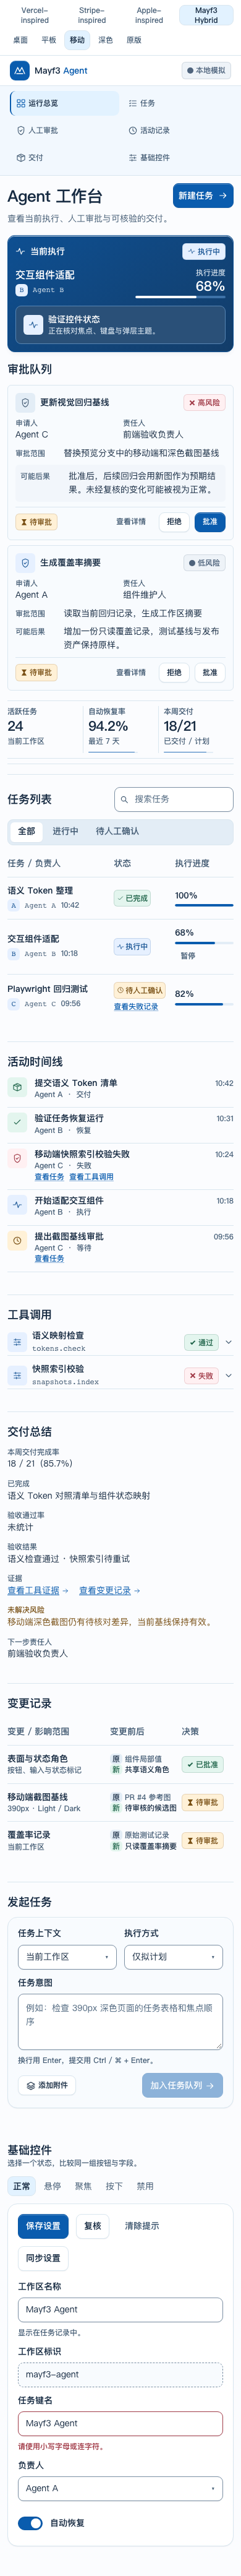 Vercel-inspired
Stripe-inspired
Apple-inspired
Mayf3 Hybrid
桌面 平板 移动 深色 原版
Mayf3 Agent
本地模拟
运行总览
任务
人工审批
活动记录
交付
基础控件
Agent 工作台
新建任务 →
查看当前执行、人工审批与可核验的交付。
当前执行
执行中
交互组件适配
B Agent B
执行进度
68%
验证控件状态
正在核对焦点、键盘与弹层主题。
审批队列
更新视觉回归基线
高风险
申请人
Agent C
责任人
前端验收负责人
审批范围
替换预览分支中的移动端和深色截图基线
可能后果
批准后，后续回归会用新图作为预期结果。未经复核的变化可能被视为正常。
待审批
查看详情
拒绝
批准
生成覆盖率摘要
低风险
申请人
Agent A
责任人
组件维护人
审批范围
读取当前回归记录，生成工作区摘要
可能后果
增加一份只读覆盖记录，测试基线与发布资产保持原样。
待审批
查看详情
拒绝
批准
活跃任务
24
当前工作区
自动恢复率
94.2%
最近 7 天
本周交付
18/21
已交付 / 计划
任务列表
搜索任务
全部 进行中 待人工确认
任务 / 负责人 状态 执行进度
语义 Token 整理
A Agent A 10:42
已完成
100%
交互组件适配
B Agent B 10:18
执行中
68%
暂停
Playwright 回归测试
C Agent C 09:56
待人工确认
查看失败记录
82%
活动时间线
提交语义 Token 清单
10:42
Agent A · 交付
验证任务恢复运行
10:31
Agent B · 恢复
移动端快照索引校验失败
10:24
Agent C · 失败
查看任务 查看工具调用
开始适配交互组件
10:18
Agent B · 执行
提出截图基线审批
09:56
Agent C · 等待
查看任务
工具调用
语义映射检查
tokens.check
通过
快照索引校验
snapshots.index
失败
交付总结
本周交付完成率
18 / 21（85.7%）
已完成
语义 Token 对照清单与组件状态映射
验收通过率
未统计
验收结果
语义检查通过 · 快照索引待重试
证据
查看工具证据 → 查看变更记录 →
未解决风险
移动端深色截图仍有待核对差异，当前基线保持有效。
下一步责任人
前端验收负责人
变更记录
变更 / 影响范围 变更前后 决策
表面与状态角色
按钮、输入与状态标记
原 组件局部值
新 共享语义角色
已批准
移动端截图基线
390px · Light / Dark
原 PR #4 参考图
新 待审核的候选图
待审批
覆盖率记录
当前工作区
原 原始测试记录
新 只读覆盖率摘要
待审批
发起任务
任务上下文
当前工作区
执行方式
仅拟计划
任务意图
例如：检查 390px 深色页面的任务表格和焦点顺序
换行用 Enter，提交用 Ctrl / ⌘ + Enter。
添加附件
加入任务队列 →
基础控件
选择一个状态，比较同一组按钮与字段。
正常 悬停 聚焦 按下 禁用
保存设置
复核
清除提示
同步设置
工作区名称
Mayf3 Agent
显示在任务记录中。
工作区标识
mayf3-agent
任务键名
Mayf3 Agent
请使用小写字母或连字符。
负责人
Agent A
自动恢复